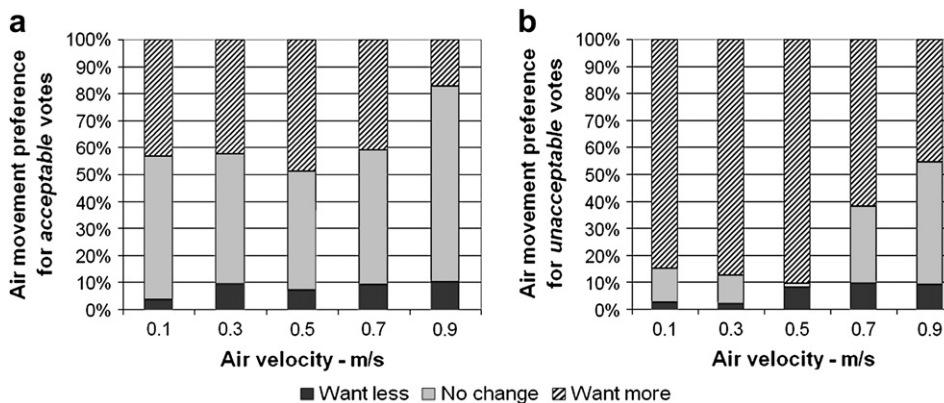 a
Air movement preference
for acceptable votes
100%
90%
80%
70%
60%
50%
40%
30%
20%
10%
0%
0.1 0.3 0.5 0.7 0.9
Air velocity - m/s
b
Air movement preference
for unacceptable votes
100%
90%
80%
70%
60%
50%
40%
30%
20%
10%
0%
0.1 0.3 0.5 0.7 0.9
Air velocity - m/s
Want less No change Want more